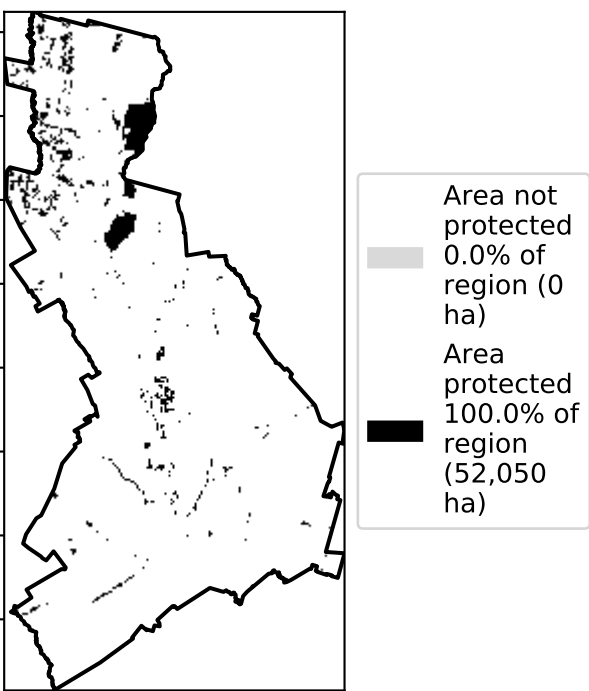 Area not
protected
0.0% of
region (0
ha)
Area
protected
100.0% of
region
(52,050
ha)